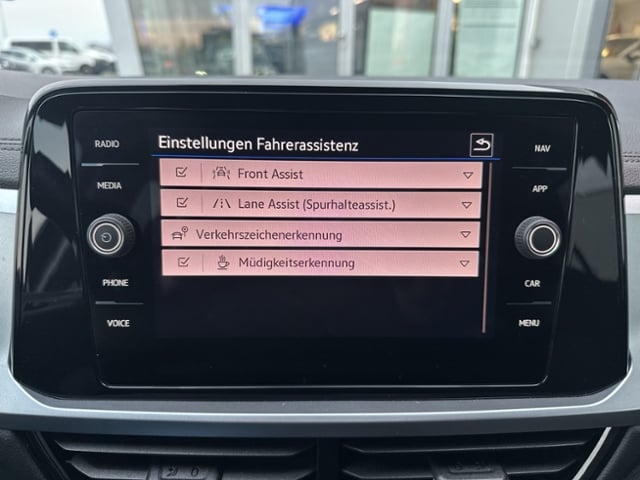 Einstellungen Fahrerassistenz
RADIO
MEDIA
PHONE
VOICE
Front Assist
Lane Assist (Spurhalteassist.)
Verkehrszeichenerkennung
Müdigkeitserkennung
NAV
APP
CAR
MENU